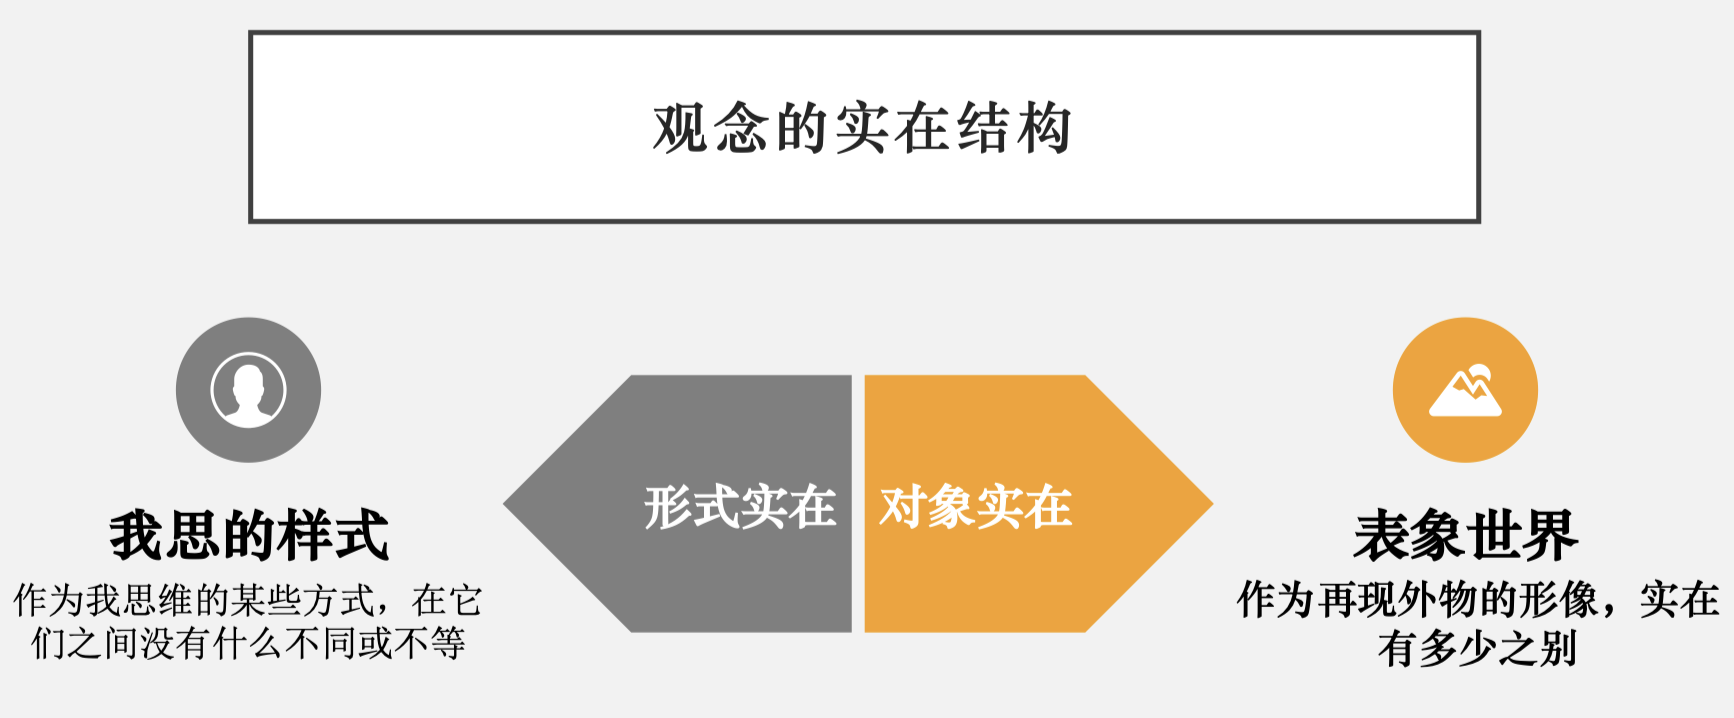 观念的实在结构
形式实在
对象实在
我思的样式
作为我思维的某些方式，在它
们之间没有什么不同或不等
表象世界
作为再现外物的形像，实在
有多少之别